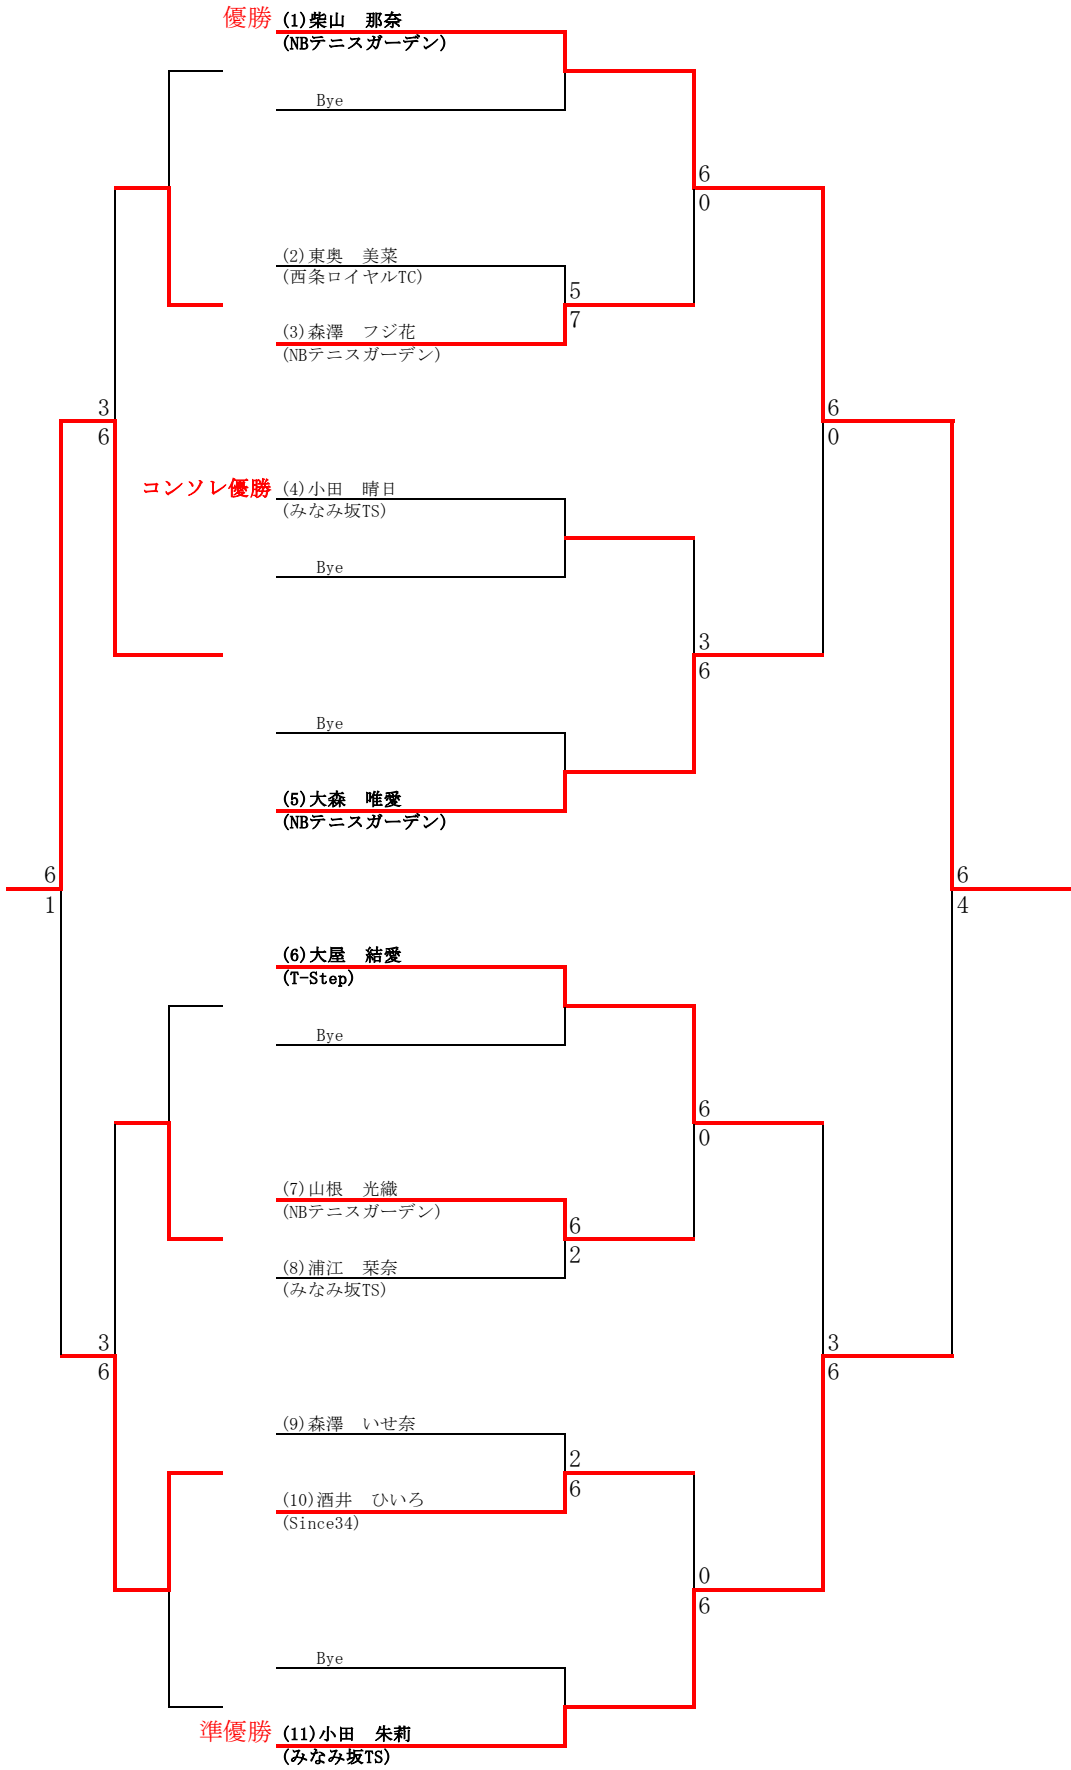 優勝 (1)柴山　那奈
(NBテニスガーデン)
Bye
6
0
(2)東奥　美菜
(西条ロイヤルTC)
5
7
(3)森澤　フジ花
(NBテニスガーデン)
3
6
6
0
コンソレ優勝 (4)小田　晴日
(みなみ坂TS)
Bye
3
6
Bye
(5)大森　唯愛
(NBテニスガーデン)
6
1
6
4
(6)大屋　結愛
(T-Step)
Bye
6
0
(7)山根　光織
(NBテニスガーデン)
6
2
(8)浦江　栞奈
(みなみ坂TS)
3
6
3
6
(9)森澤　いせ奈
2
6
(10)酒井　ひいろ
(Since34)
0
6
Bye
準優勝 (11)小田　朱莉
(みなみ坂TS)